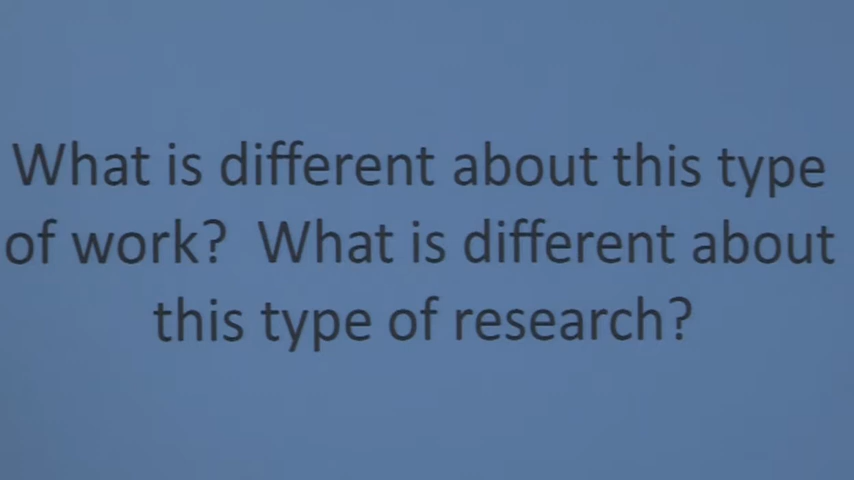 What is different about this type
of work?  What is different about
this type of research?